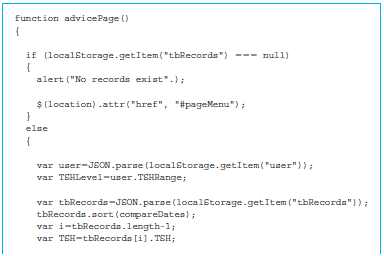 function advicePage()
{
if (localStorage.getItem("tbRecords") === null)
{
alert("No records exist".);
$(location).attr("href", "#pageMenu");
}
else
{
var user=JSON.parse(localStorage.getItem("user"));
var TSHLevel=user.TSHRange;
var tbRecords=JSON.parse(localStorage.getItem("tbRecords"));
tbRecords.sort(compareDates);
var i=tbRecords.length-1;
var TSH=tbRecords[i].TSH;